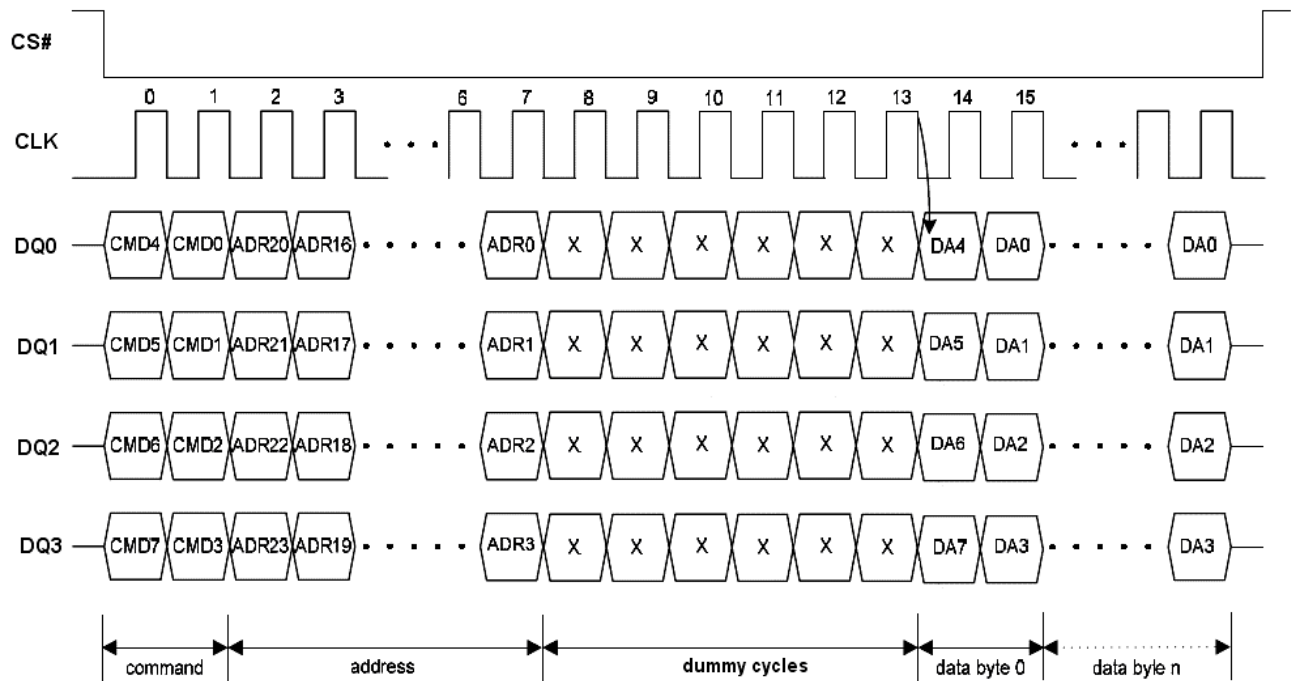 CS#
0 1 2 3 6 7 8 9 10 11 12 13 14 15
CLK
DQ0 CMD4 CMD0 ADR20 ADR16 ADR0 X X X X X X DA4 DA0 DA0
DQ1 CMD5 CMD1 ADR21 ADR17 ADR1 X X X X X X DA5 DA1 DA1
DQ2 CMD6 CMD2 ADR22 ADR18 ADR2 X X X X X X DA6 DA2 DA2
DQ3 CMD7 CMD3 ADR23 ADR19 ADR3 X X X X X X DA7 DA3 DA3
command address dummy cycles data byte 0 data byle n